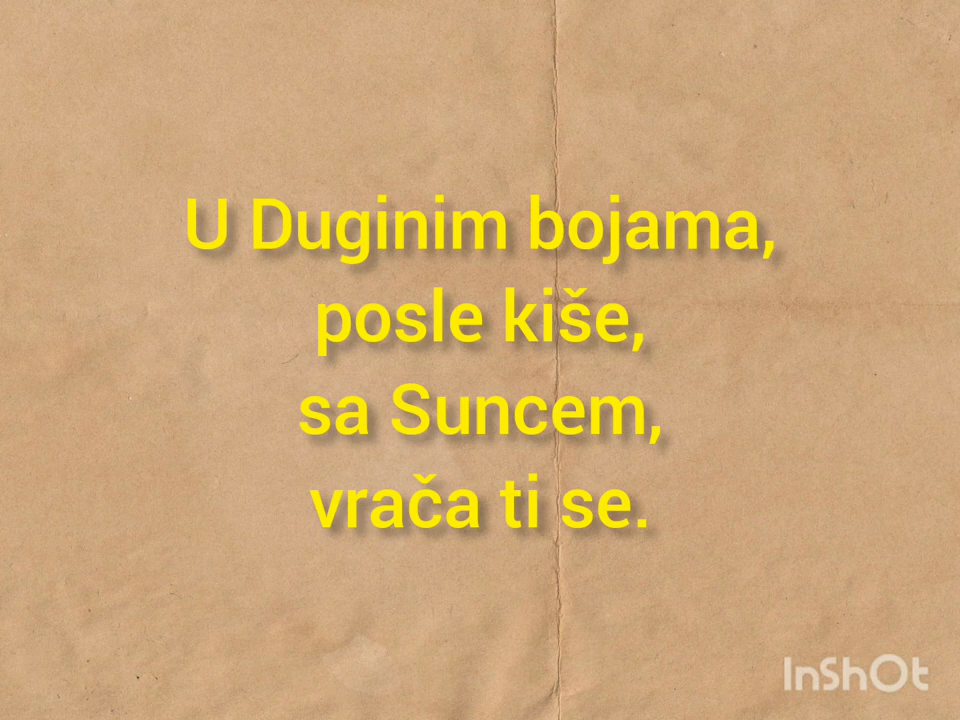 U Duginim bojama,
posle kiše,
sa Suncem,
vrača ti se.
InShOt